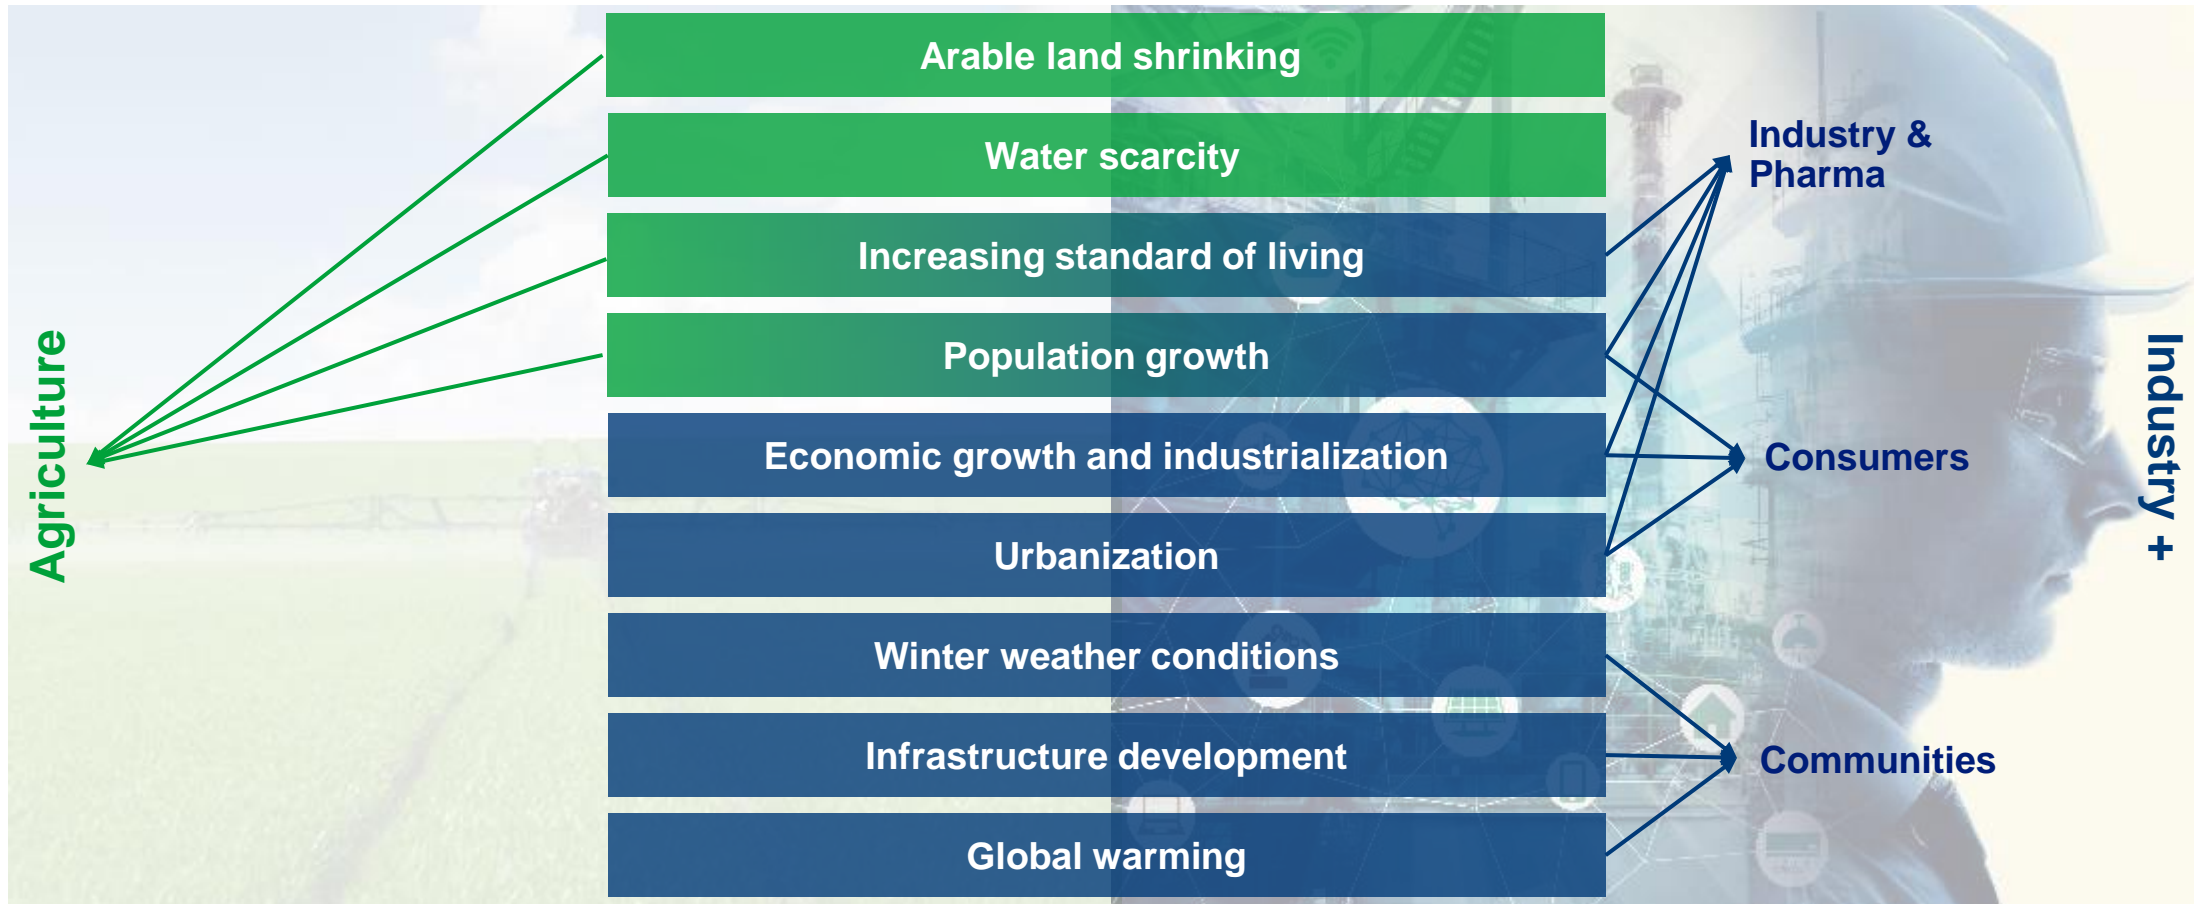 Agriculture
Arable land shrinking
Water scarcity
Increasing standard of living
Population growth
Economic growth and industrialization
Urbanization
Winter weather conditions
Infrastructure development
Global warming
Industry &
Pharma
Consumers
Communities
Industry +